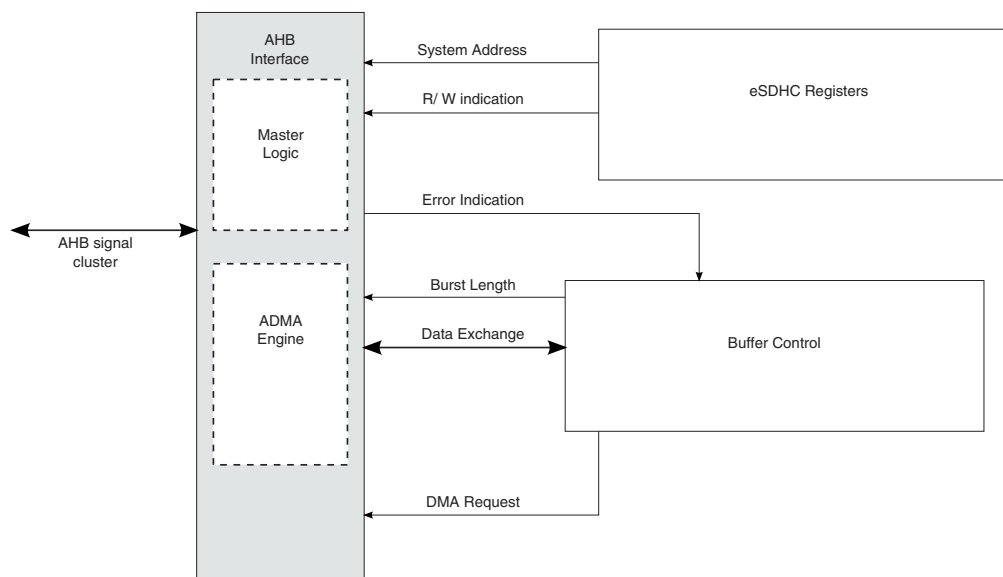 AHB
Interface
Master
Logic
ADMA
Engine
AHB signal
cluster
System Address
R/ W indication
Error Indication
Burst Length
Data Exchange
DMA Request
eSDHC Registers
Buffer Control